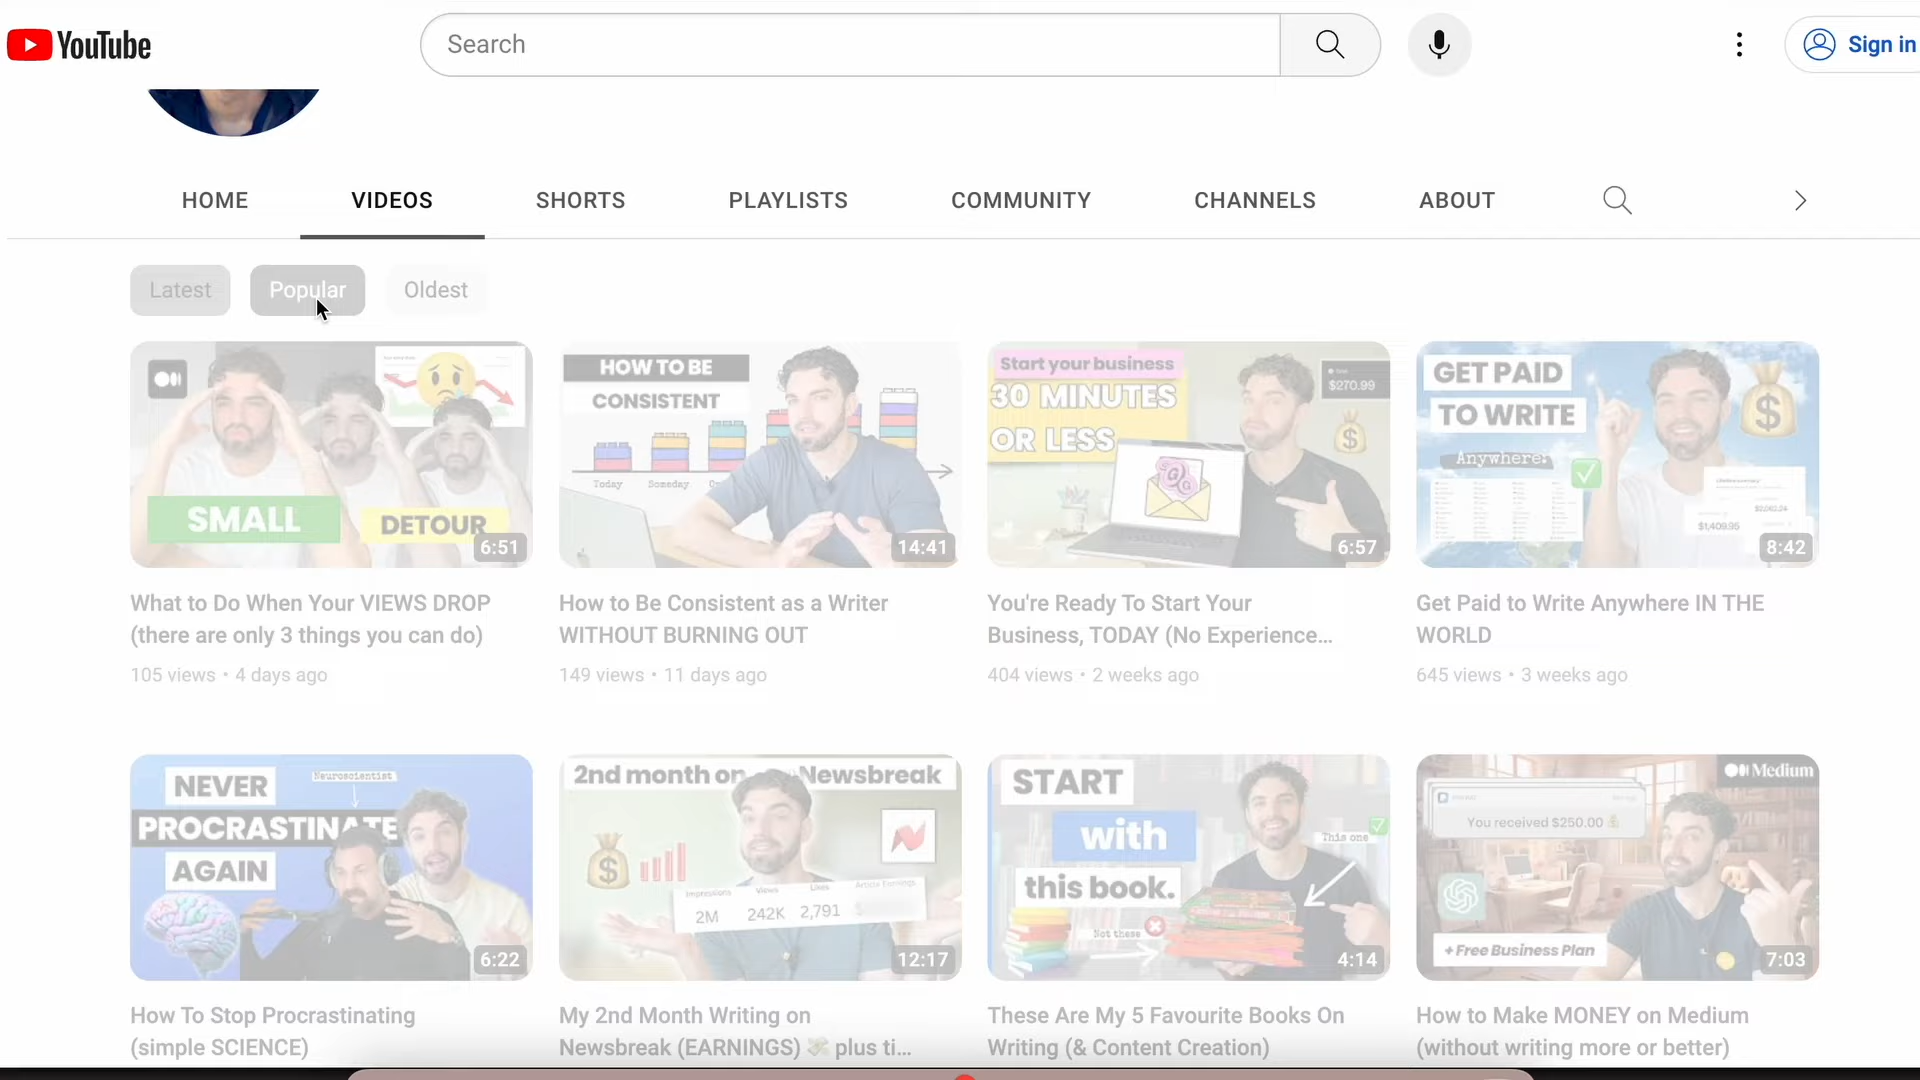 YouTube
Search
Sign in
HOME
VIDEOS
SHORTS
PLAYLISTS
COMMUNITY
CHANNELS
ABOUT
Latest
Popular
Oldest
SMALL
DETOUR
6:51
HOW TO BE
CONSISTENT
Today
Someday
14:41
Start your business
30 MINUTES
OR LESS
$270.99
6:57
GET PAID
TO WRITE
Anywhere:
$1,409.95
8:42
What to Do When Your VIEWS DROP
(there are only 3 things you can do)
105 views • 4 days ago
How to Be Consistent as a Writer
WITHOUT BURNING OUT
149 views • 11 days ago
You're Ready To Start Your
Business, TODAY (No Experience...
404 views • 2 weeks ago
Get Paid to Write Anywhere IN THE
WORLD
645 views • 3 weeks ago
NEVER
Neuroscientist
PROCRASTINATE
AGAIN
6:22
2nd month on Newsbreak
Impressions Views Likes Article Earnings
2M 242K 2,791
12:17
START
with
This one
this book.
Not these
4:14
Medium
You received $250.00
+ Free Business Plan
7:03
How To Stop Procrastinating
(simple SCIENCE)
My 2nd Month Writing on
Newsbreak (EARNINGS) 💸 plus ti...
These Are My 5 Favourite Books On
Writing (& Content Creation)
How to Make MONEY on Medium
(without writing more or better)